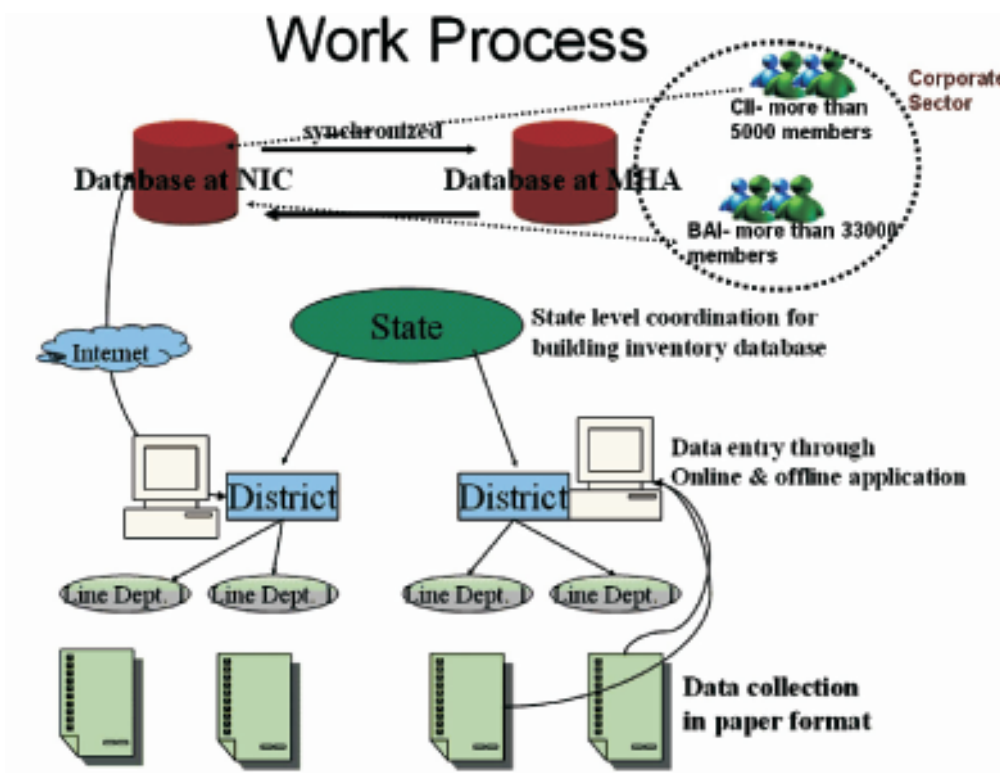 Work Process
Corporate
Sector
CII- more than
5000 members
synchronized
Database at NIC
Database at MHA
BAI- more than 33000
members
State
State level coordination for
building inventory database
Internet
Data entry through
Online & offline application
District
District
Line Dept. 1
Line Dept. 1
Line Dept. 1
Line Dept. 1
Data collection
in paper format